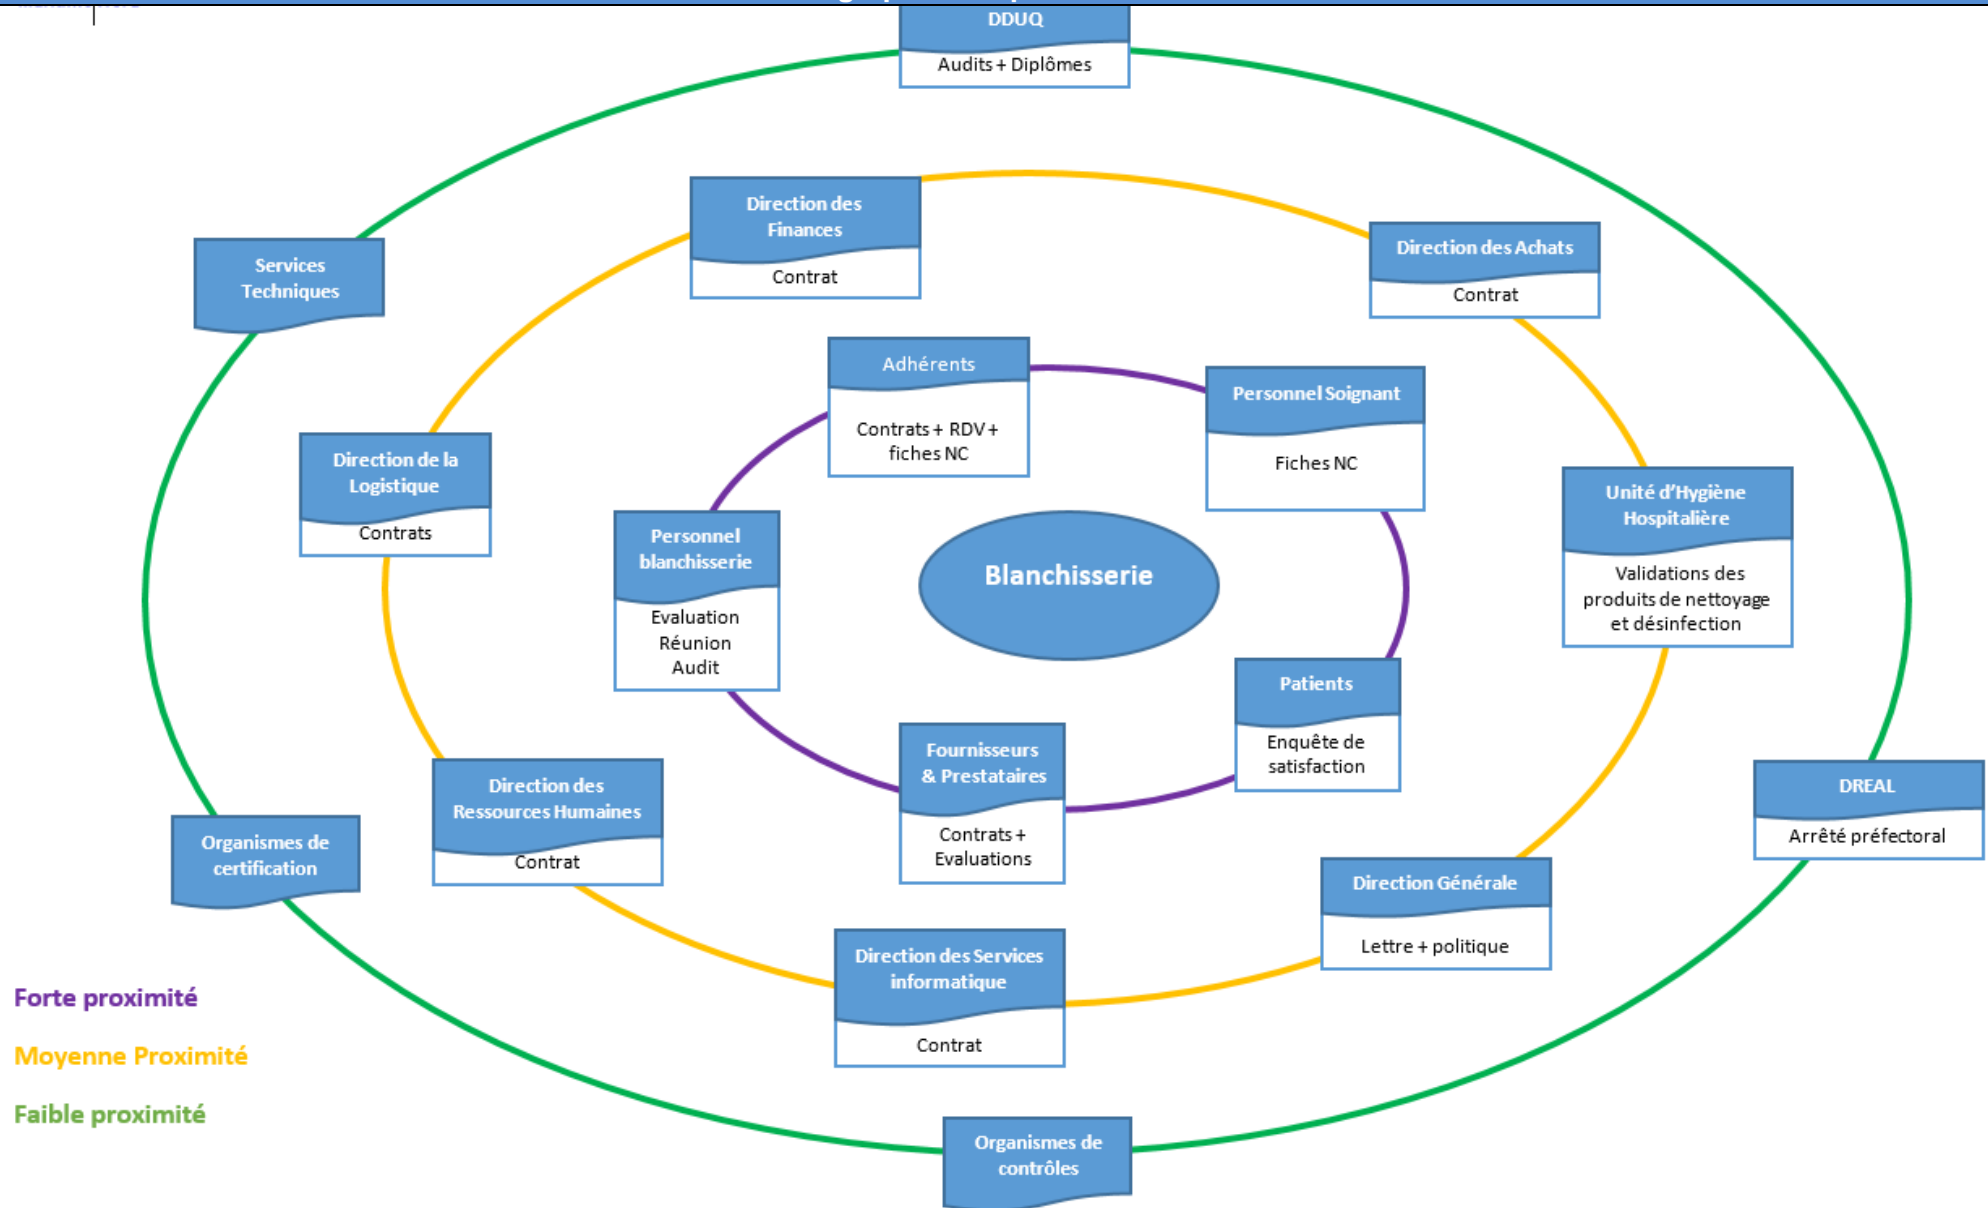 DDUQ
Audits + Diplômes
Direction des
Finances
Contrat
Direction des Achats
Contrat
Services
Techniques
Adhérents
Contrats + RDV +
fiches NC
Personnel Soignant
Fiches NC
Direction de la
Logistique
Contrats
Unité d’Hygiène
Hospitalière
Validations des
produits de nettoyage
et désinfection
Personnel
blanchisserie
Evaluation
Réunion
Audit
Blanchisserie
Patients
Enquête de
satisfaction
Fournisseurs
& Prestataires
Contrats +
Evaluations
Direction des
Ressources Humaines
Contrat
DREAL
Arrêté préfectoral
Organismes de
certification
Direction Générale
Lettre + politique
Direction des Services
informatique
Contrat
Forte proximité
Moyenne Proximité
Faible proximité
Organismes de
contrôles